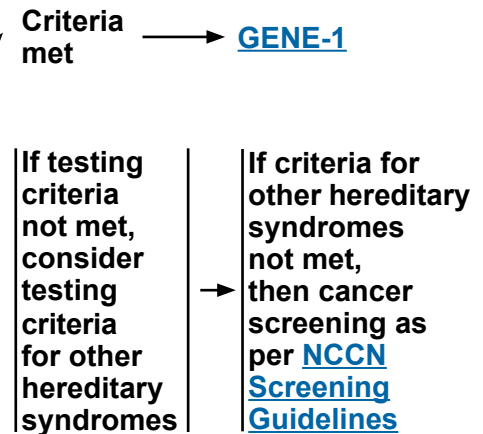 Criteria
met
GENE-1
If testing
criteria
not met,
consider
testing
criteria
for other
hereditary
syndromes
If criteria for
other hereditary
syndromes
not met,
then cancer
screening as
per NCCN
Screening
Guidelines